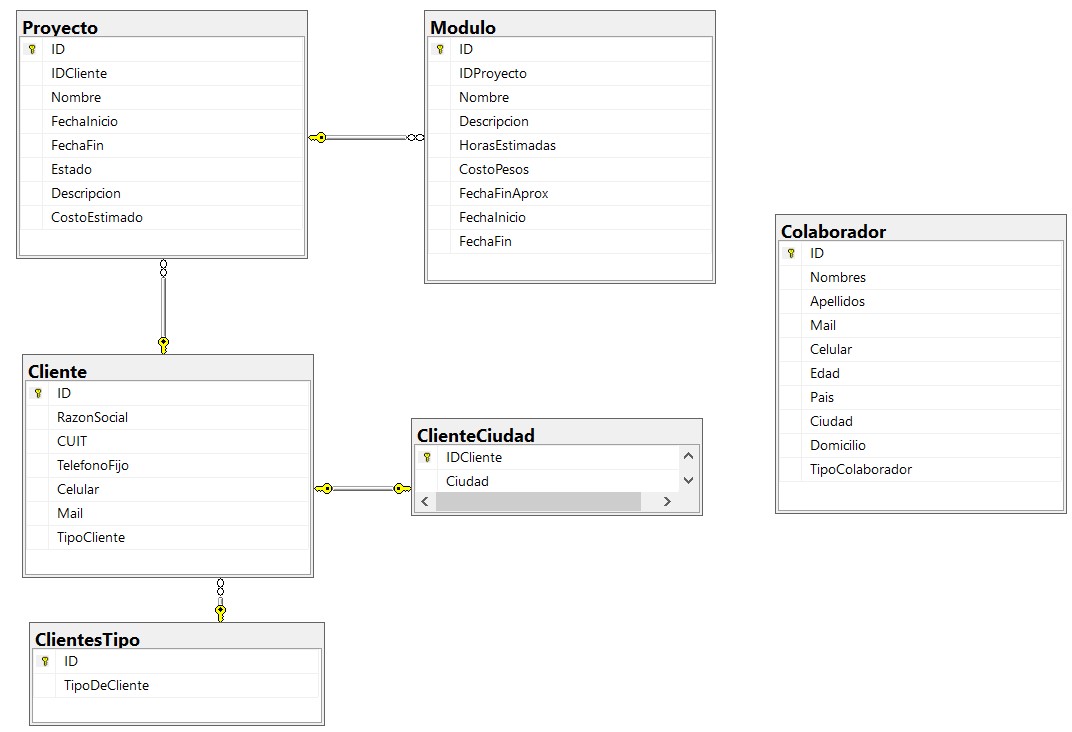 Proyecto
ID
IDCliente
Nombre
FechaInicio
FechaFin
Estado
Descripcion
CostoEstimado
Modulo
ID
IDProyecto
Nombre
Descripcion
HorasEstimadas
CostoPesos
FechaFinAprox
FechaInicio
FechaFin
Colaborador
ID
Nombres
Apellidos
Mail
Celular
Edad
Pais
Ciudad
Domicilio
TipoColaborador
Cliente
ID
RazonSocial
CUIT
TelefonoFijo
Celular
Mail
TipoCliente
ClienteCiudad
IDCliente
Ciudad
ClientesTipo
ID
TipoDeCliente